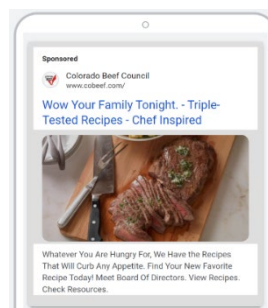 Sponsored
Colorado Beef Council
www.cobeef.com/
Wow Your Family Tonight. - Triple-
Tested Recipes - Chef Inspired
Whatever You Are Hungry For, We Have the Recipes
That Will Curb Any Appetite. Find Your New Favorite
Recipe Today! Meet Board Of Directors. View Recipes.
Check Resources.